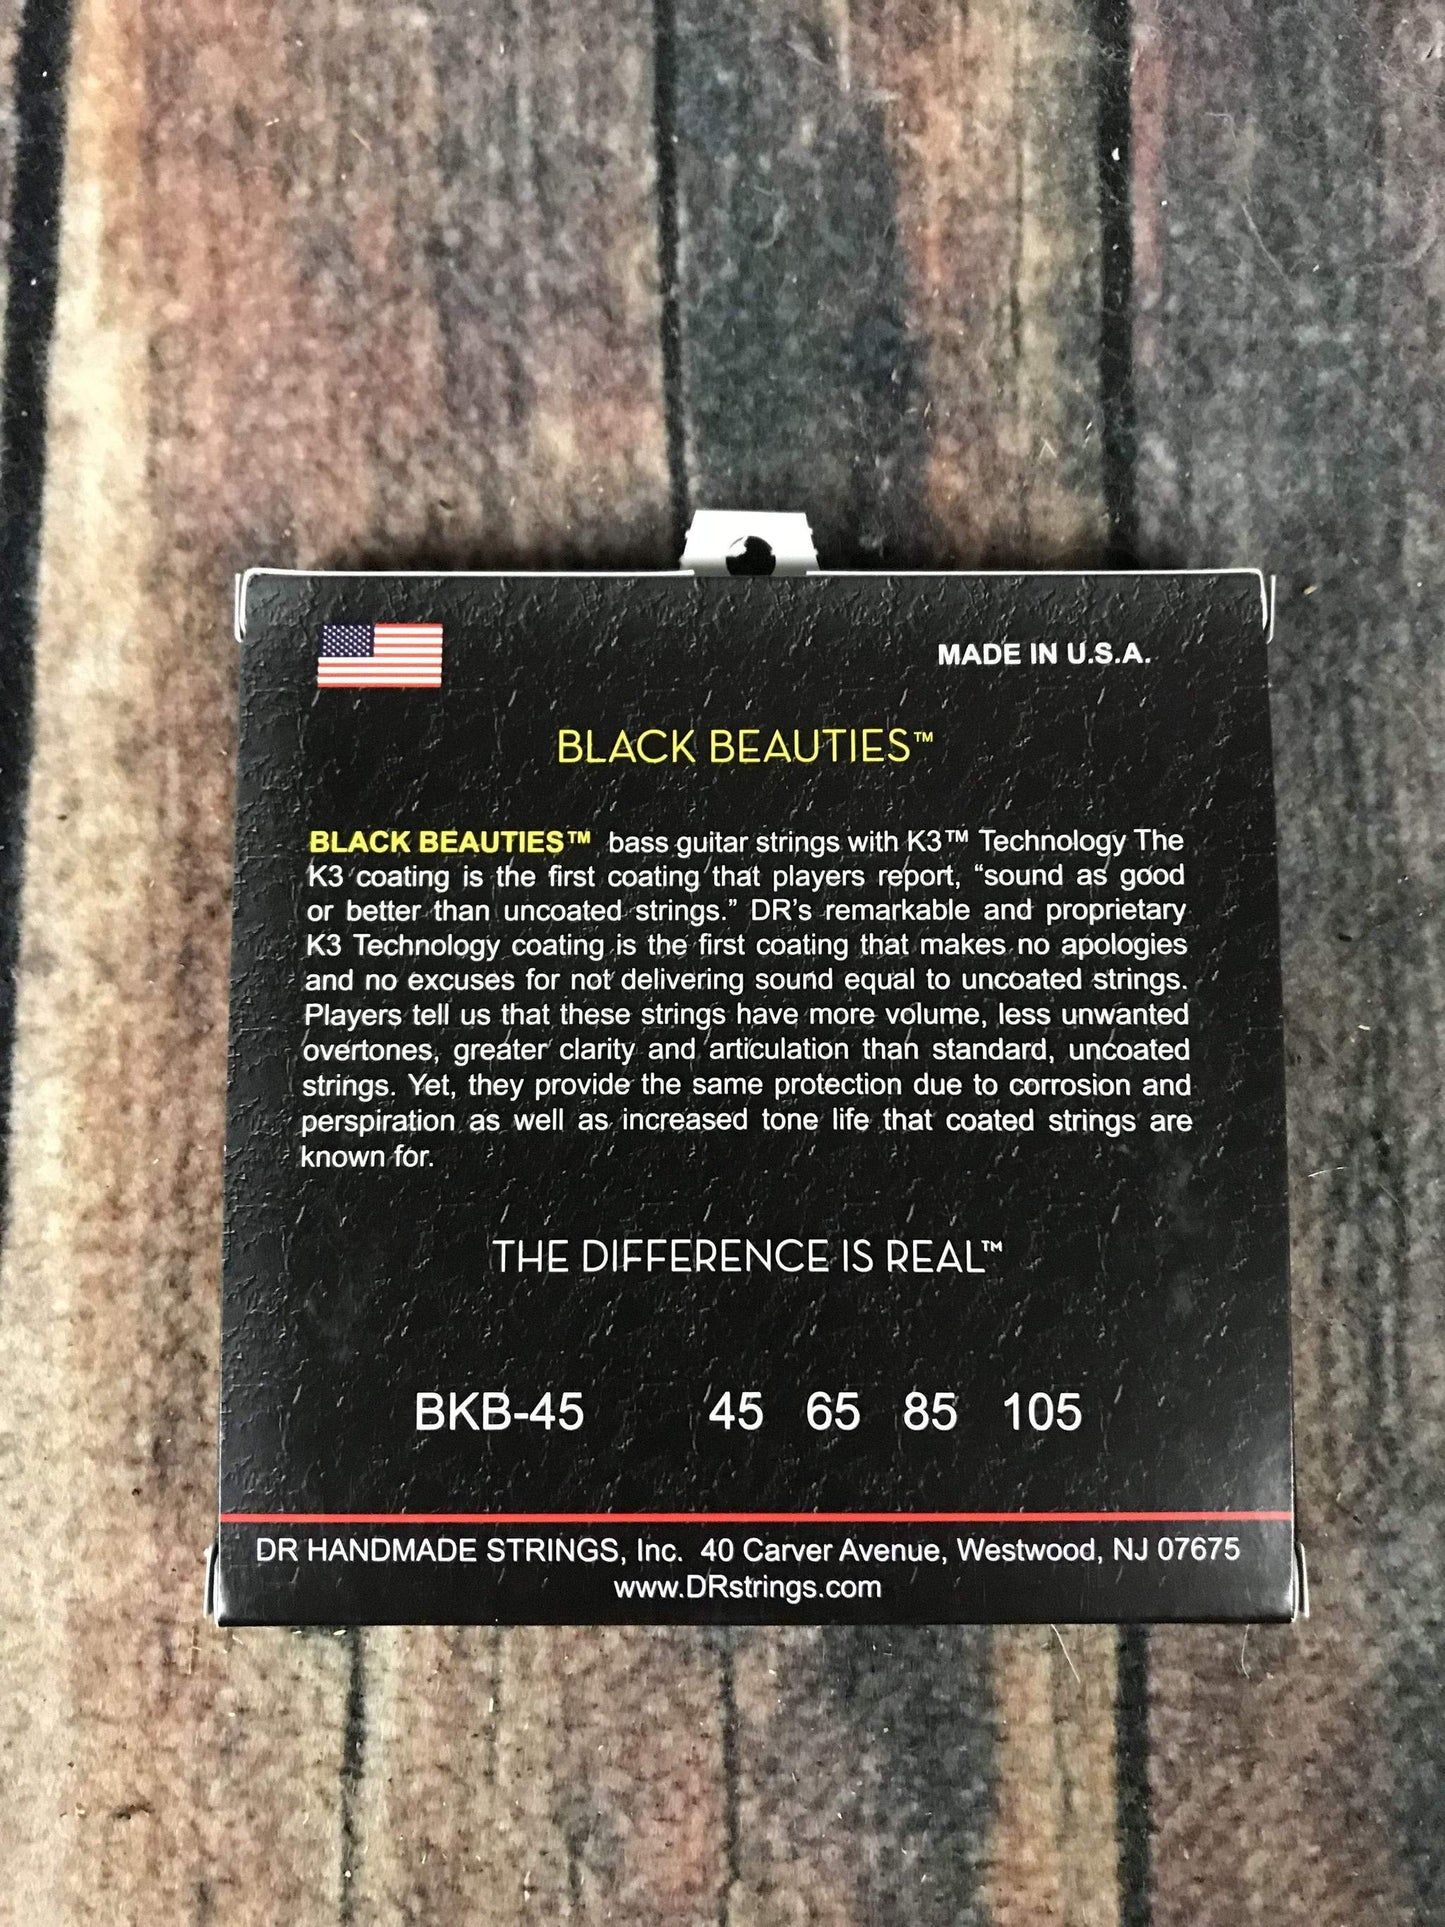 MADE IN U.S.A.
BLACK BEAUTIES™
BLACK BEAUTIES™ bass guitar strings with K3™ Technology The
K3 coating is the first coating that players report, “sound as good
or better than uncoated strings.” DR’s remarkable and proprietary
K3 Technology coating is the first coating that makes no apologies
and no excuses for not delivering sound equal to uncoated strings.
Players tell us that these strings have more volume, less unwanted
overtones, greater clarity and articulation than standard, uncoated
strings. Yet, they provide the same protection due to corrosion and
perspiration as well as increased tone life that coated strings are
known for.
THE DIFFERENCE IS REAL™
BKB-45 45 65 85 105
DR HANDMADE STRINGS, Inc. 40 Carver Avenue, Westwood, NJ 07675
www.DRstrings.com